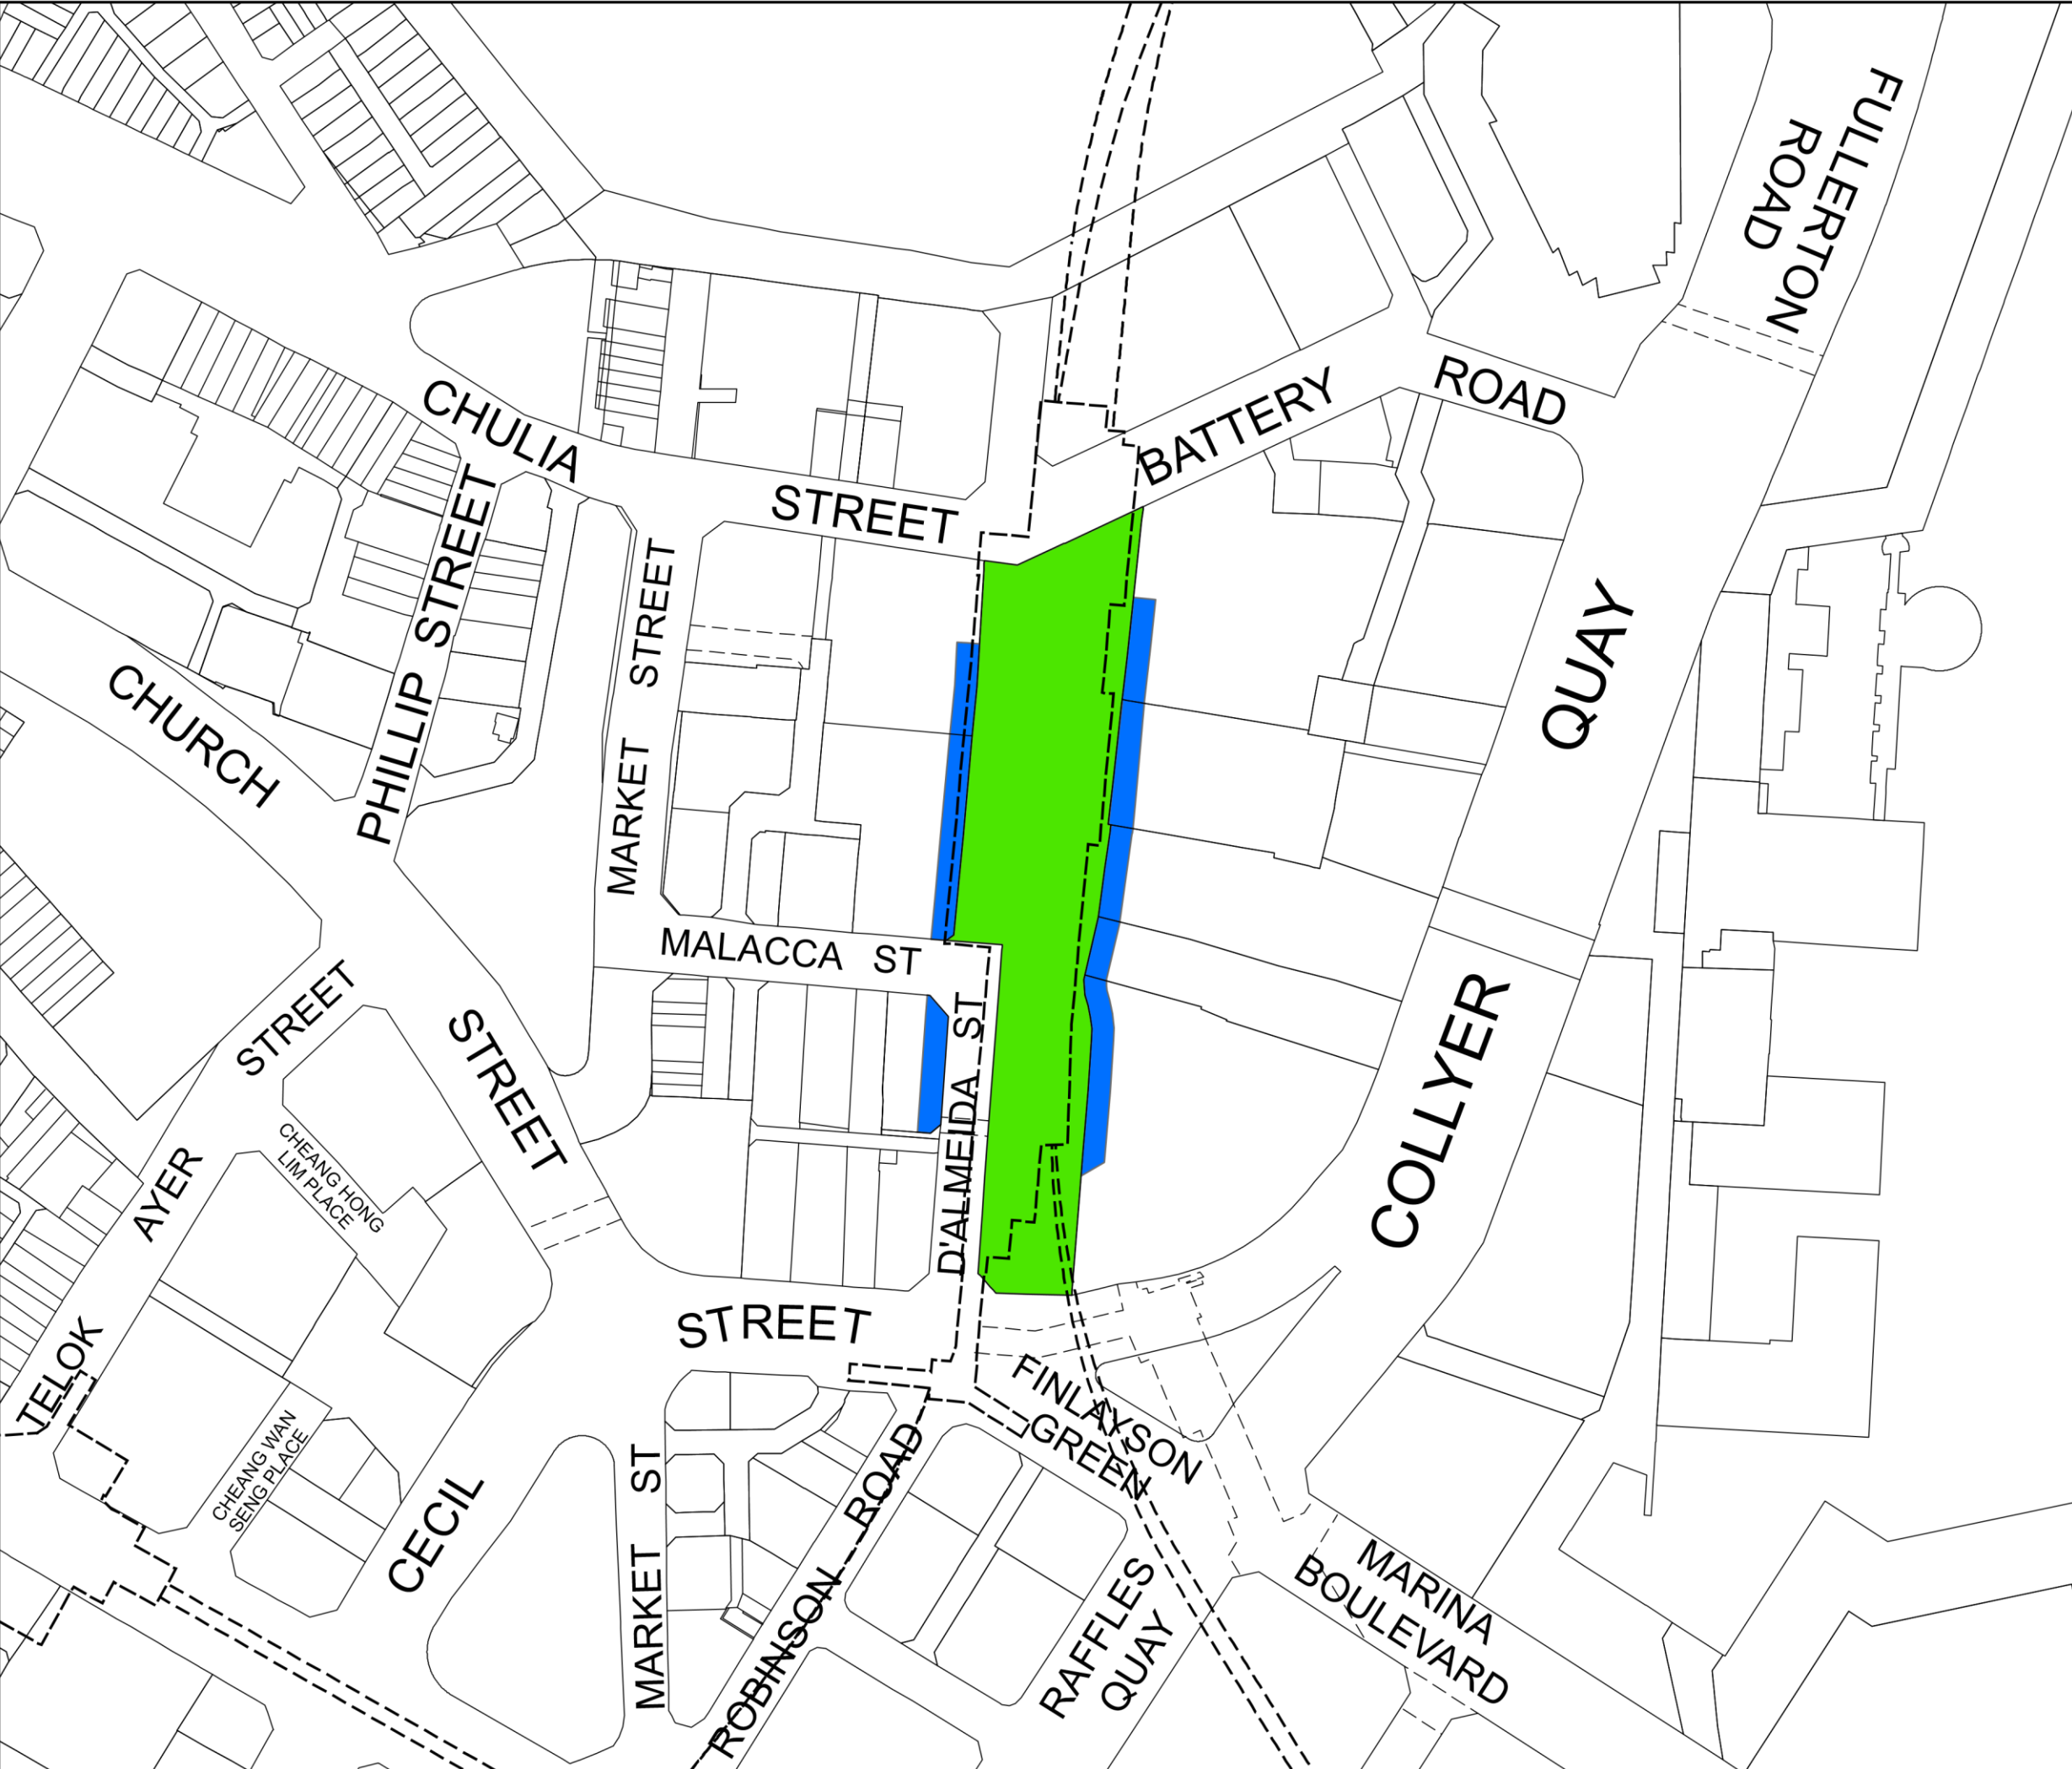 FULLERTON
ROAD
CHULIA
STREET
BATTERY
ROAD
PHILLIP STREET
MARKET STREET
MARKET STREET
CHURCH
STREET
QUAY
COLLYER
MALACCA ST
D'ALMEIDA ST
STREET
CHEANG HONG
LIM PLACE
TELOK
AYER
STREET
CHEANG WAN
SENG PLACE
CECIL
STREET
MARKET ST
ROBINSON ROAD
FINLAYSON
GREEN
RAFFLES
QUAY
MARINA
BOULEVARD